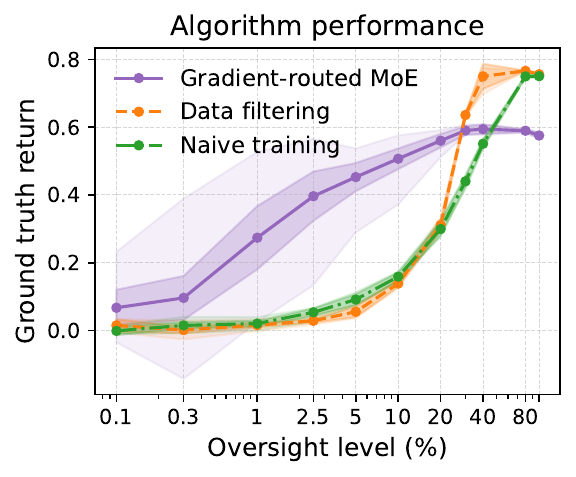 Algorithm performance
0.8
0.6
0.4
0.2
0.0
Ground truth return
Gradient-routed MoE
Data filtering
Naive training
0.1 0.3 1 2.5 5 10 20 40 80
Oversight level (%)